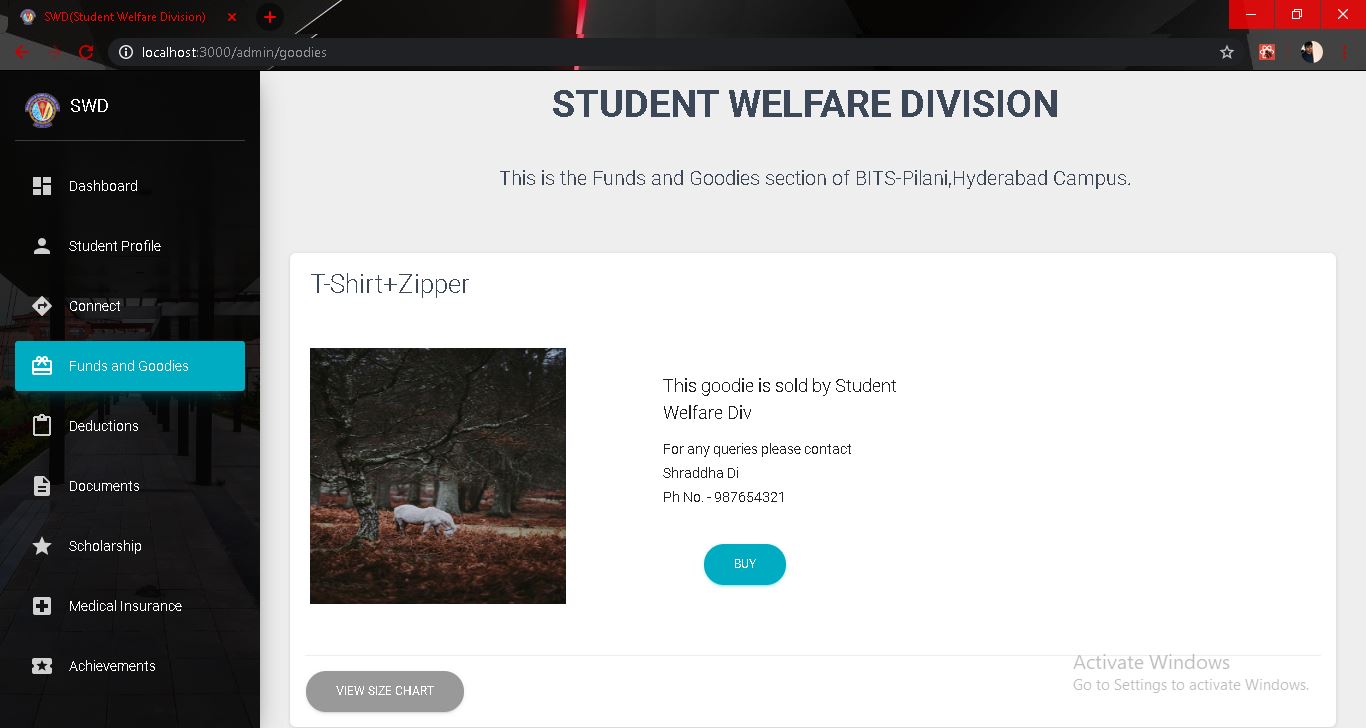 SWD(Student Welfare Division)
localhost:3000/admin/goodies
SWD
Dashboard
Student Profile
Connect
Funds and Goodies
Deductions
Documents
Scholarship
Medical Insurance
Achievements
STUDENT WELFARE DIVISION
This is the Funds and Goodies section of BITS-Pilani,Hyderabad Campus.
T-Shirt+Zipper
This goodie is sold by Student
Welfare Div
For any queries please contact
Shraddha Di
Ph No. - 987654321
BUY
VIEW SIZE CHART
Activate Windows
Go to Settings to activate Windows.